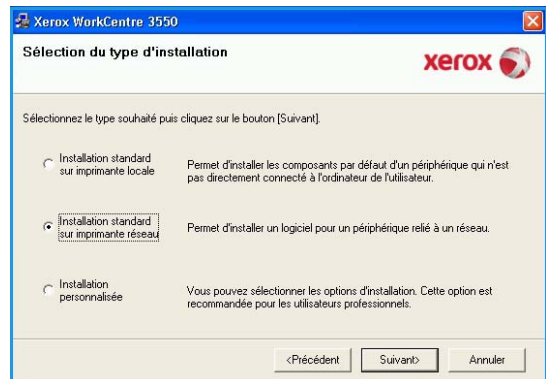 Xerox WorkCentre 3550
Sélection du type d'installation
xerox
Sélectionnez le type souhaité puis cliquez sur le bouton [Suivant].
Installation standard
sur imprimante locale
Permet d'installer les composants par défaut d'un périphérique qui n'est
pas directement connecté à l'ordinateur de l'utilisateur.
Installation standard
sur imprimante réseau
Permet d'installer un logiciel pour un périphérique relié à un réseau.
Installation
personnalisée
Vous pouvez sélectionner les options d'installation. Cette option est
recommandée pour les utilisateurs professionnels.
<Précédent
Suivant>
Annuler